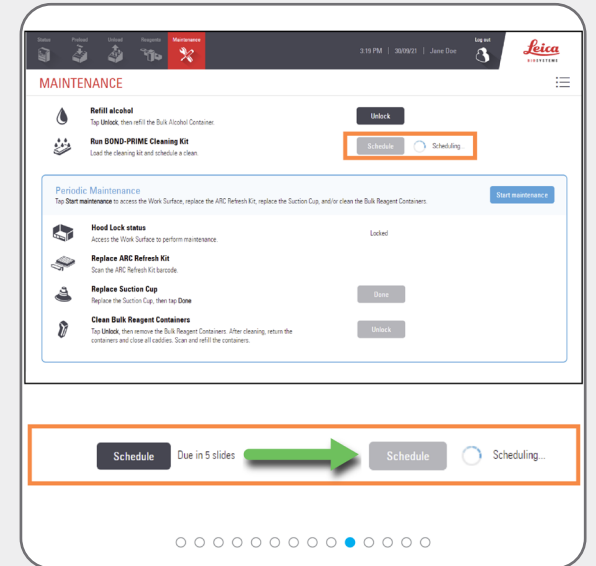 Status Preload Unload Reagents Maintenance
3:19 PM | 30/09/21 | Jane Doe
Log out
Leica
BIOSYSTEMS
MAINTENANCE
Refill alcohol
Tap Unlock, then refill the Bulk Alcohol Container.
Unlock
Run BOND-PRIME Cleaning Kit
Load the cleaning kit and schedule a clean.
Schedule Scheduling...
Periodic Maintenance
Tap Start maintenance to access the Work Surface, replace the ARC Refresh Kit, replace the Suction Cup, and/or clean the Bulk Reagent Containers.
Start maintenance
Hood Lock status
Access the Work Surface to perform maintenance.
Locked
Replace ARC Refresh Kit
Scan the ARC Refresh Kit barcode.
Replace Suction Cup
Replace the Suction Cup, then tap Done
Done
Clean Bulk Reagent Containers
Tap Unlock, then remove the Bulk Reagent Containers. After cleaning, return the
containers and close all caddies. Scan and refill the containers.
Unlock
Schedule Due in 5 slides Schedule Scheduling...